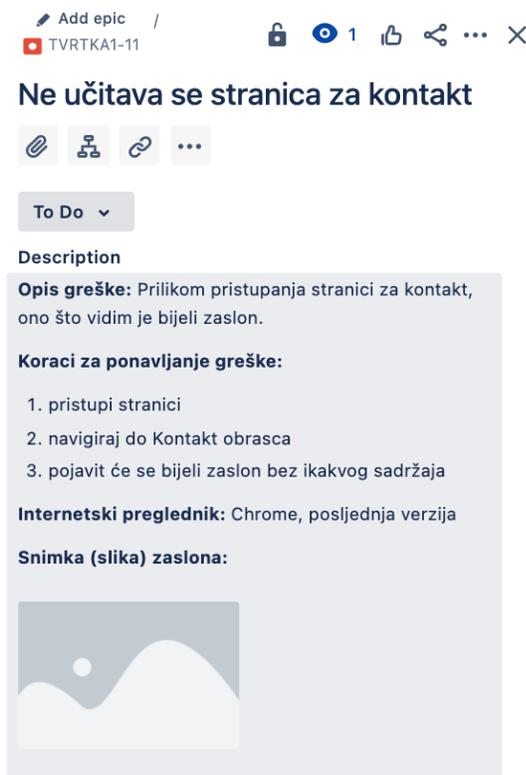 Add epic /
TVRTKA1-11
1
Ne učitava se stranica za kontakt
To Do
Description
Opis greške: Prilikom pristupanja stranici za kontakt,
ono što vidim je bijeli zaslon.
Koraci za ponavljanje greške:
1. pristupi stranici
2. navigiraj do Kontakt obrasca
3. pojavit će se bijeli zaslon bez ikakvog sadržaja
Internetski preglednik: Chrome, posljednja verzija
Snimka (slika) zaslona: